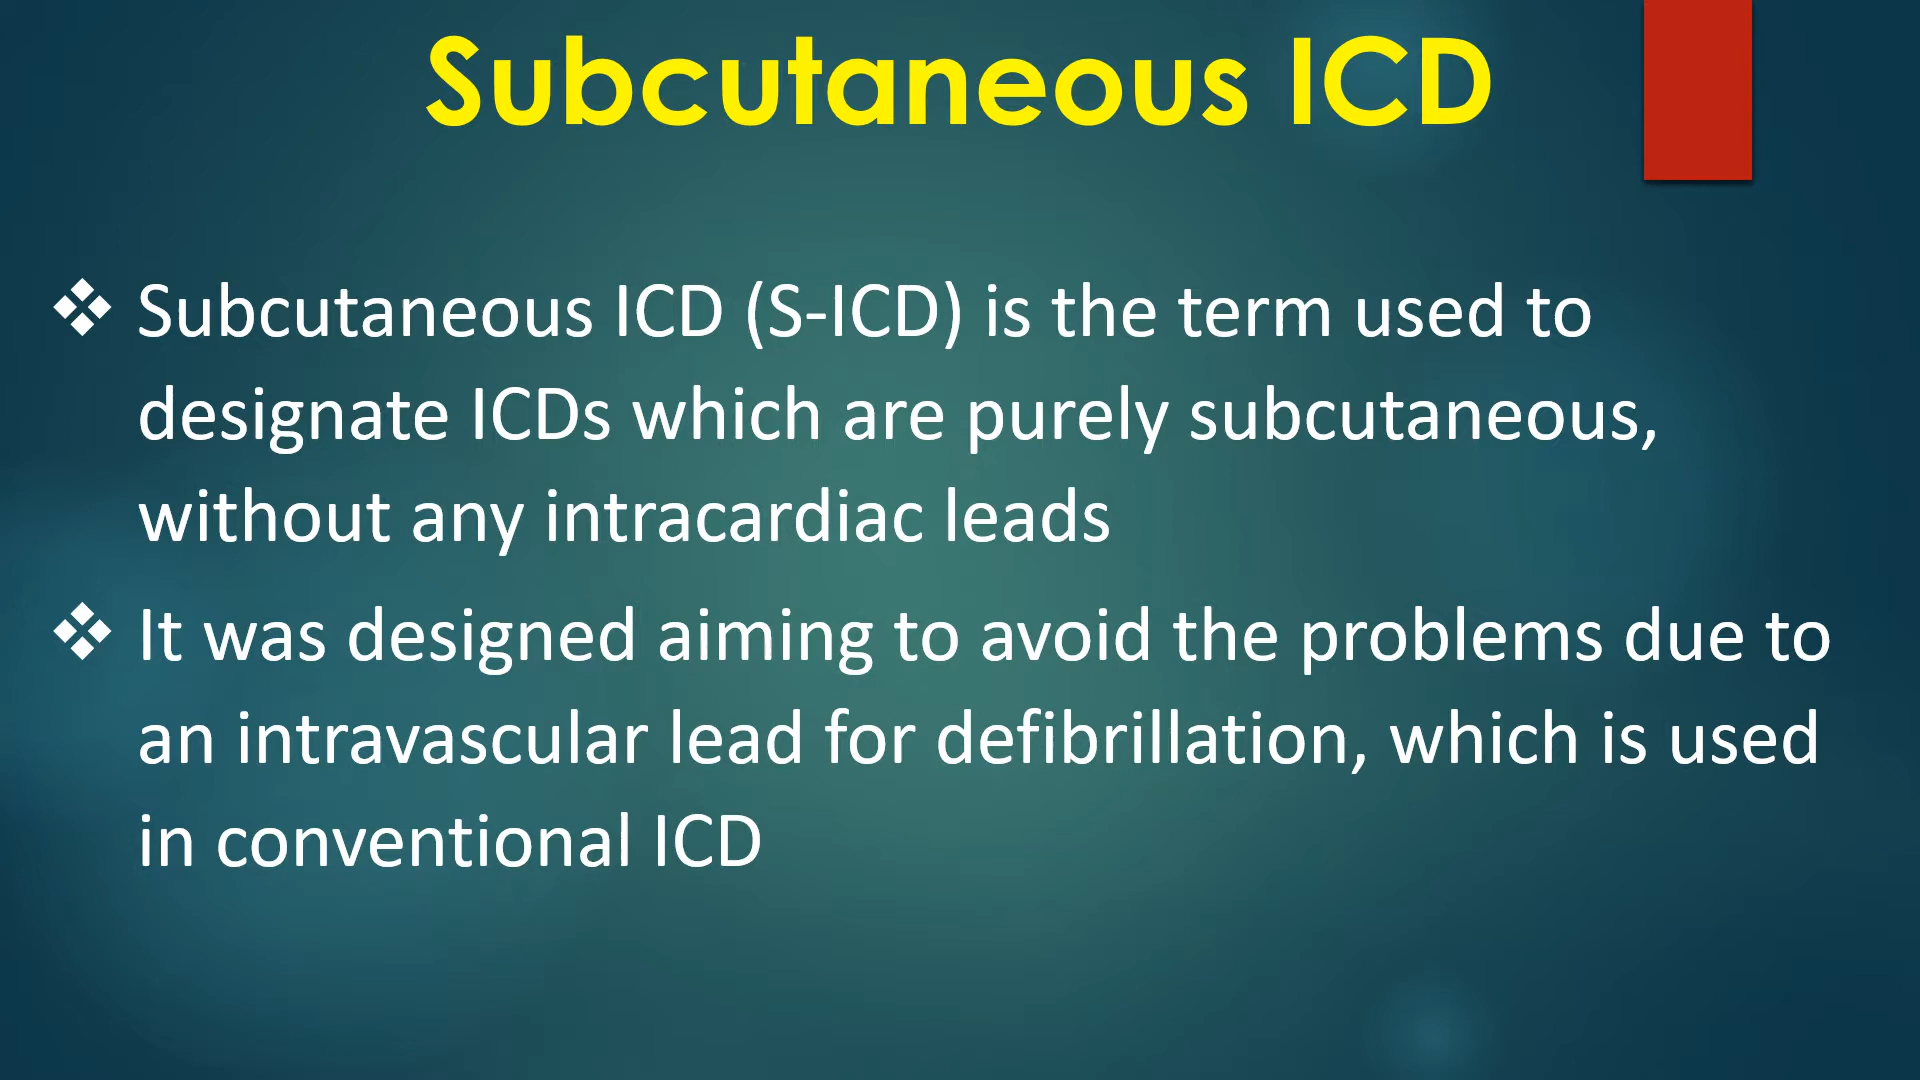 Subcutaneous ICD
❖ Subcutaneous ICD (S-ICD) is the term used to
designate ICDs which are purely subcutaneous,
without any intracardiac leads
❖ It was designed aiming to avoid the problems due to
an intravascular lead for defibrillation, which is used
in conventional ICD